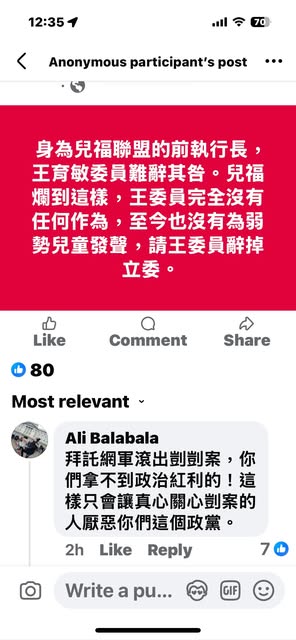 12:35
70
Anonymous participant's post
身為兒福聯盟的前執行長，
王育敏委員難辭其咎。兒福
爛到這樣，王委員完全沒有
任何作為，至今也沒有為弱
勢兒童發聲，請王委員辭掉
立委。
Like
Comment
Share
80
Most relevant
Ali Balabala
拜託網軍滾出剴剴案，你
們拿不到政治紅利的！這
樣只會讓真心關心剴案的
人厭惡你們這個政黨。
2h Like Reply 7
Write a pu...
GIF